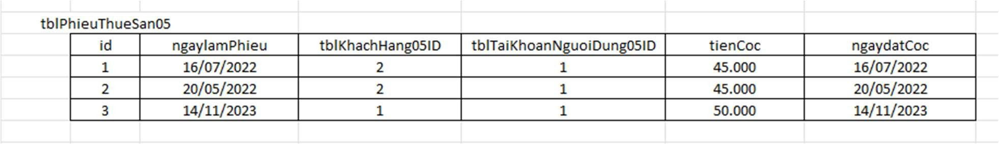 tblPhieuThueSan05
id ngaylamPhieu tblKhachHang05ID tblTaiKhoanNguoiDung05ID tienCoc ngaydatCoc
1 16/07/2022 2 1 45.000 16/07/2022
2 20/05/2022 2 1 45.000 20/05/2022
3 14/11/2023 1 1 50.000 14/11/2023